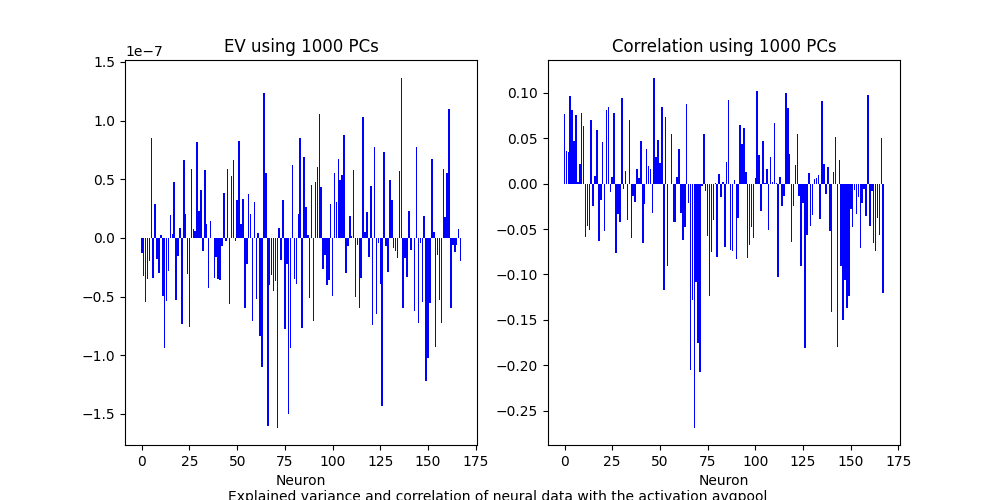 EV using 1000 PCs
1e−7
1.5
1.0
0.5
0.0
−0.5
−1.0
−1.5
0 25 50 75 100 125 150 175
Neuron
Correlation using 1000 PCs
0.10
0.05
0.00
−0.05
−0.10
−0.15
−0.20
−0.25
0 25 50 75 100 125 150 175
Neuron
Explained variance and correlation of neural data with the activation avgpool